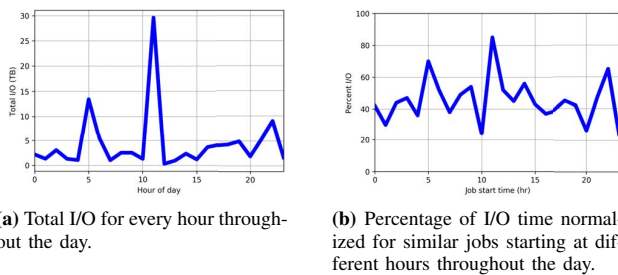 30
25
20
15
10
5
0
Total I/O (TB)
0 5 10 15 20
Hour of day
100
80
60
40
20
0
Percent I/O
0 5 10 15 20
Job start time (hr)
(a) Total I/O for every hour through-
out the day.
(b) Percentage of I/O time normal-
ized for similar jobs starting at dif-
ferent hours throughout the day.